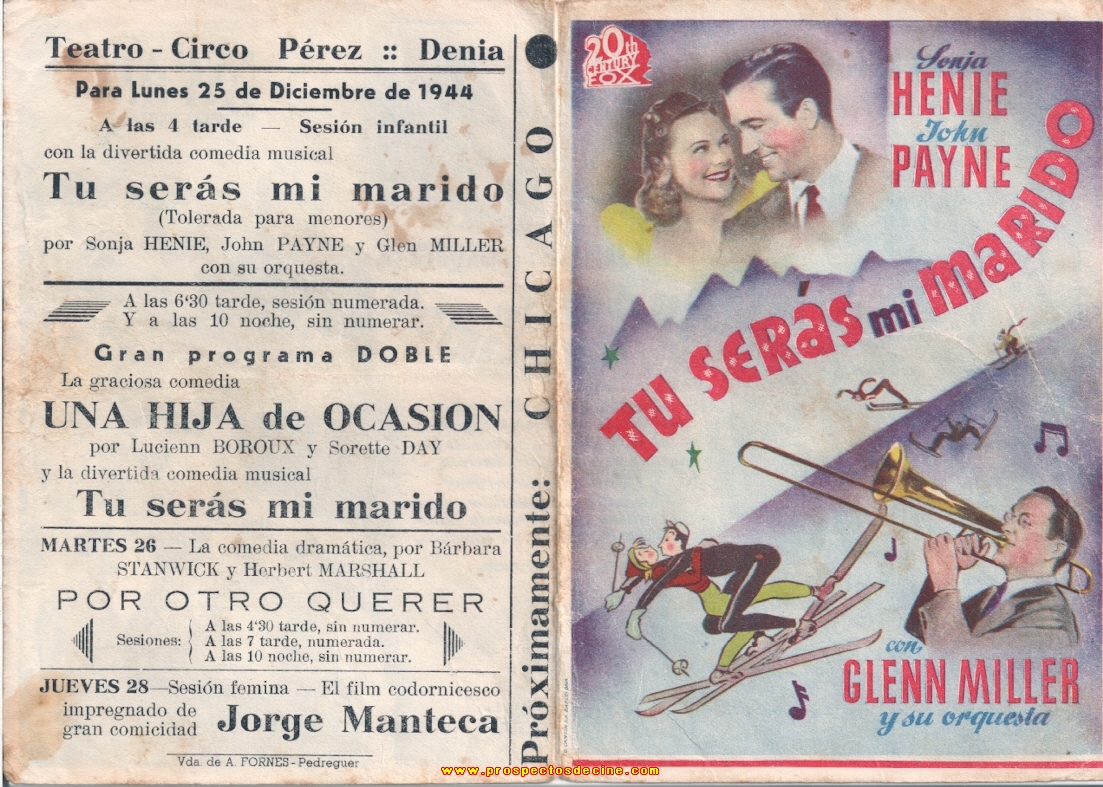 Teatro - Circo Pérez :: Denia
Para Lunes 25 de Diciembre de 1944
A las 4 tarde — Sesión infantil
con la divertida comedia musical
Tu serás mi marido
(Tolerada para menores)
por Sonja HENIE, John PAYNE y Glen MILLER
con su orquesta.
A las 6'30 tarde, sesión numerada.
Y a las 10 noche, sin numerar.
Gran programa DOBLE
La graciosa comedia
UNA HIJA de OCASION
por Lucienn BOROUX y Sorette DAY
y la divertida comedia musical
Tu serás mi marido
MARTES 26 — La comedia dramática, por Bárbara
STANWICK y Herbert MARSHALL
POR OTRO QUERER
Sesiones:
A las 4'30 tarde, sin numerar.
A las 7 tarde, numerada.
A las 10 noche, sin numerar.
JUEVES 28 — Sesión femina — El film codornicesco
impregnado de
gran comicidad
Jorge Manteca
Vda. de A. FORNES - Pedreguer
Próximamente: CHICAGO
20th
CENTURY
FOX
Sonja
HENIE
John
PAYNE
TU SERÁS mi MARIDO
con
GLENN MILLER
y su orquesta
www.prospectosdecine.com